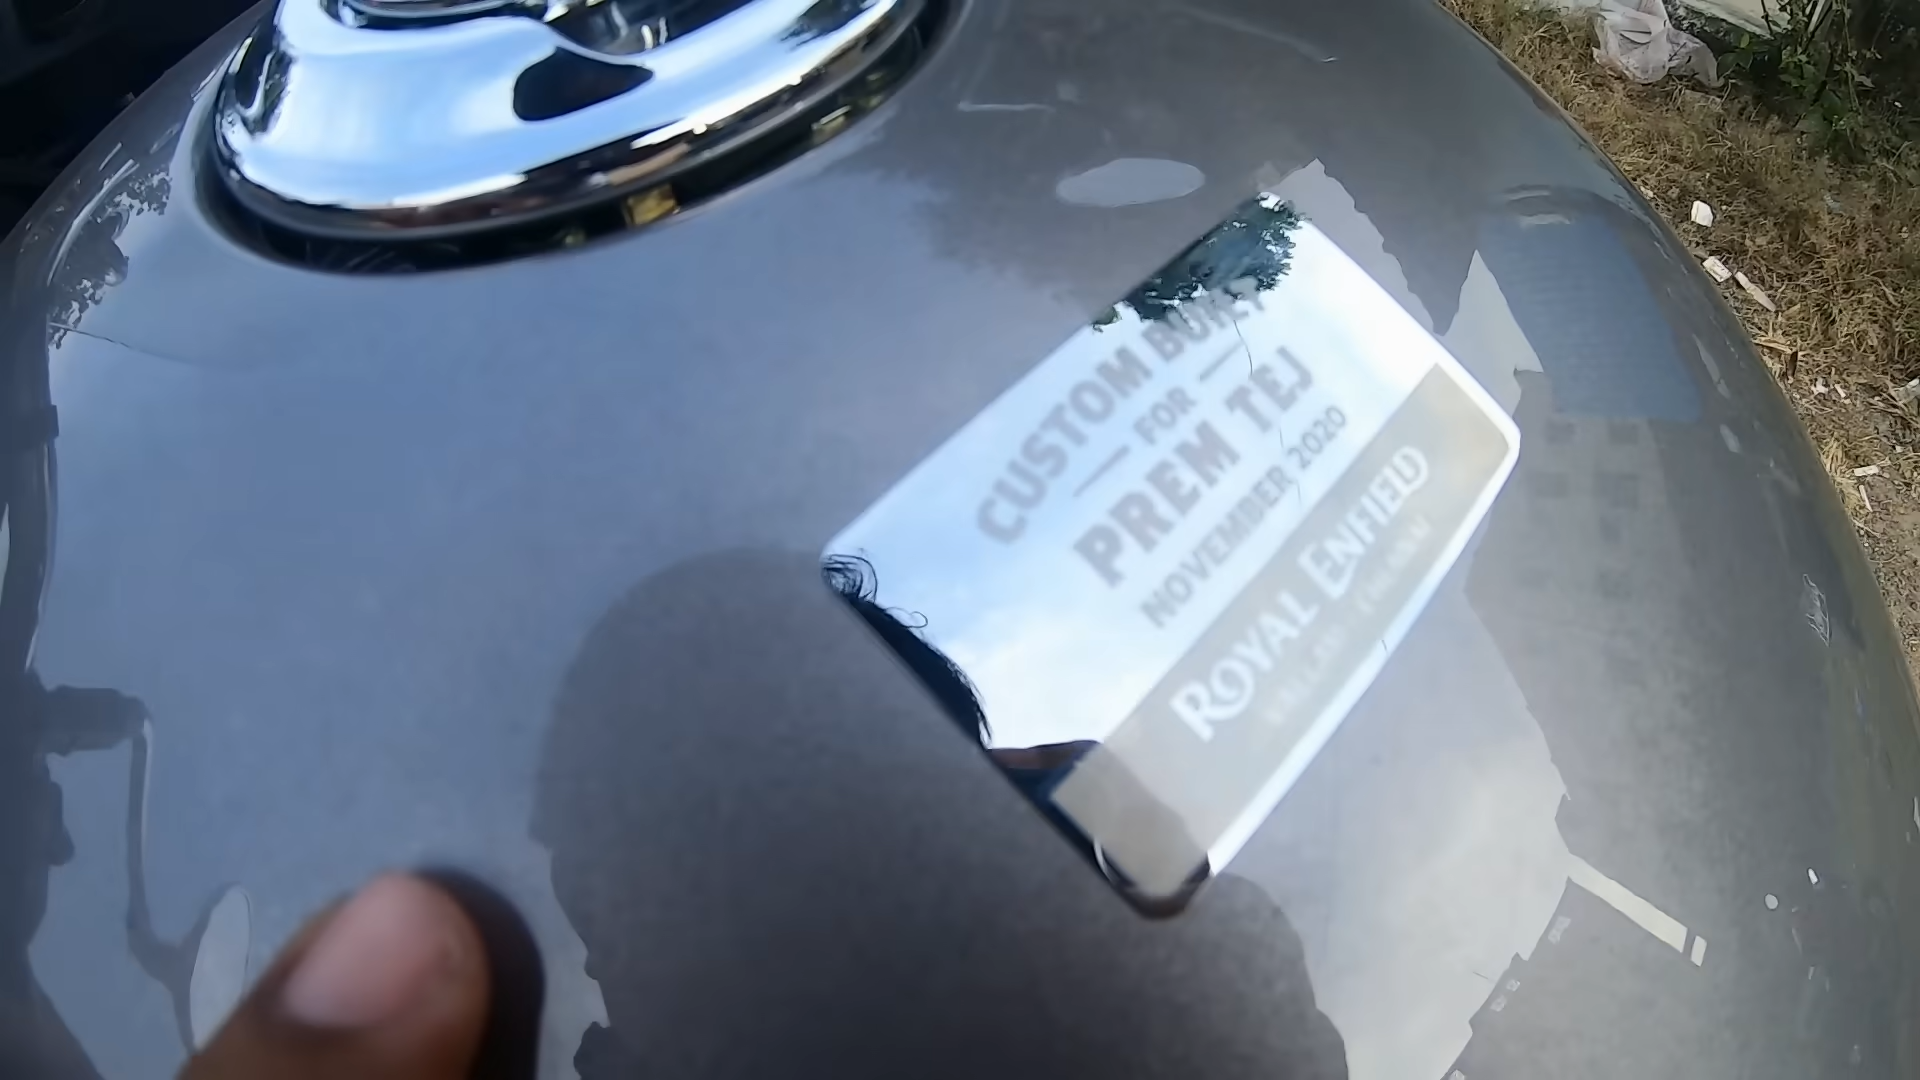 CUSTOM BUILT
FOR
PREM TEJ
NOVEMBER 2020
ROYAL ENFIELD